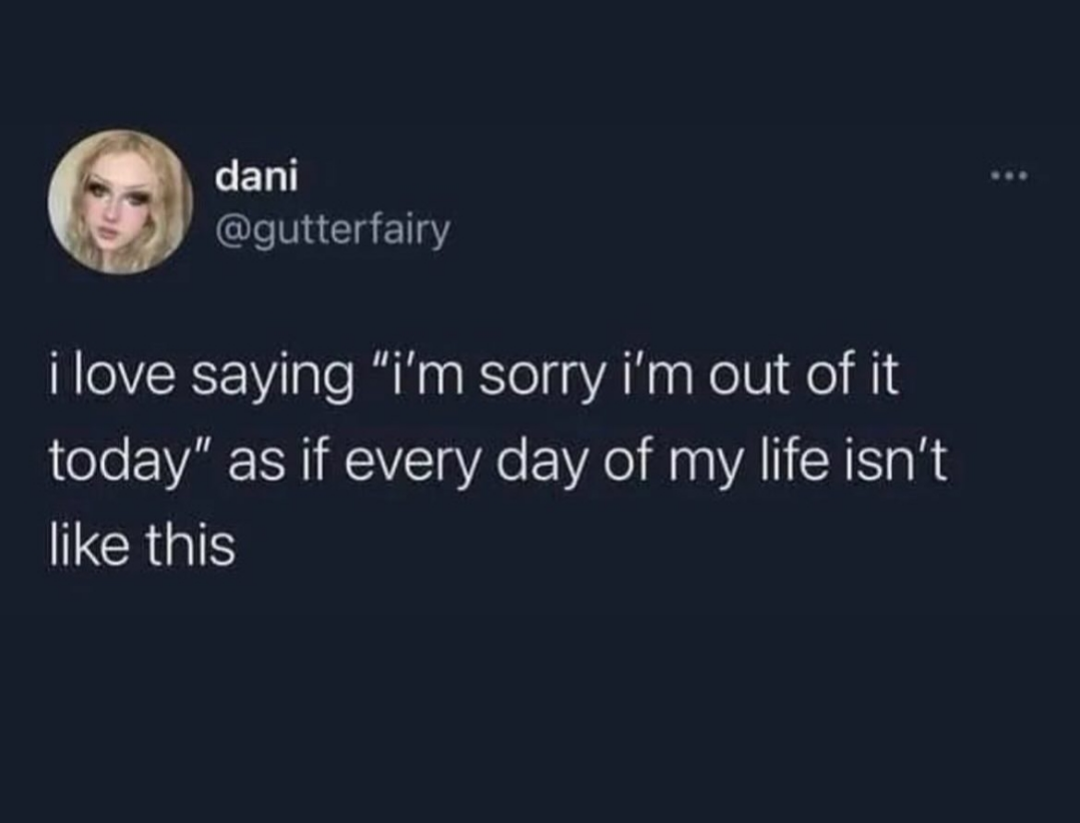 dani
@gutterfairy
i love saying "i'm sorry i'm out of it
today" as if every day of my life isn't
like this